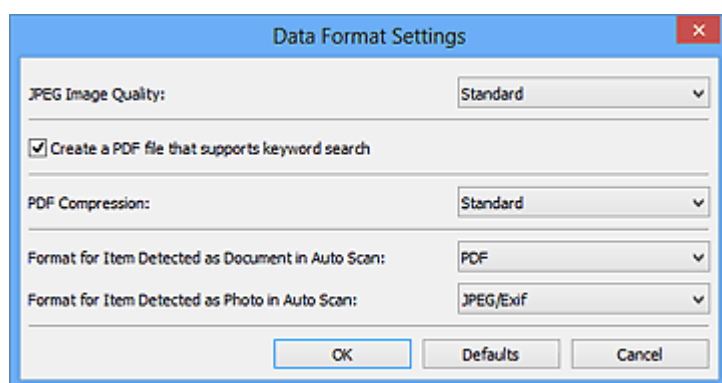 Data Format Settings
JPEG Image Quality: Standard
Create a PDF file that supports keyword search
PDF Compression: Standard
Format for Item Detected as Document in Auto Scan: PDF
Format for Item Detected as Photo in Auto Scan: JPEG/Exif
OK Defaults Cancel